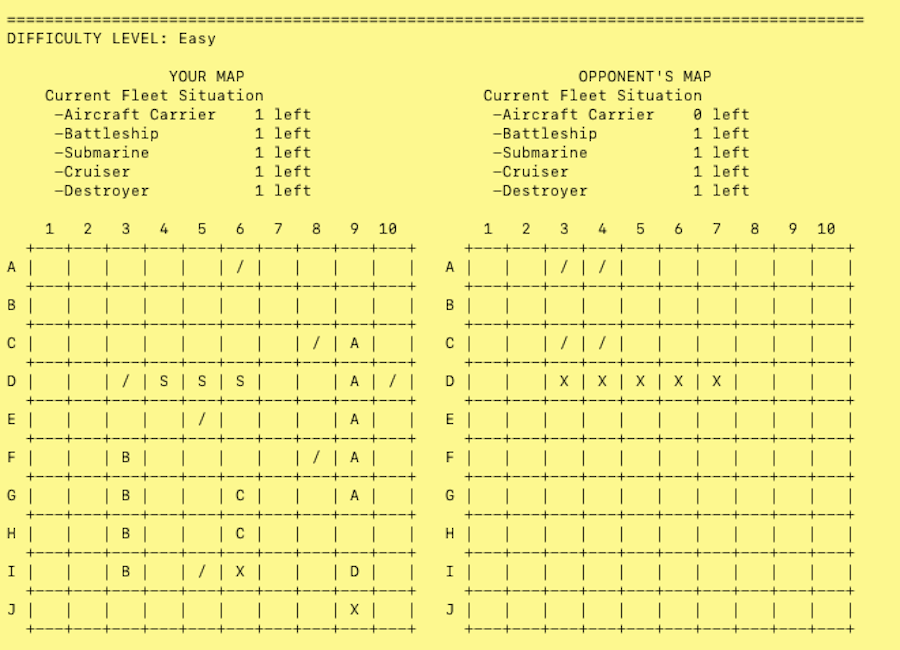 ==========================================================================================
DIFFICULTY LEVEL: Easy
                 YOUR MAP                                   OPPONENT'S MAP
    Current Fleet Situation                       Current Fleet Situation
     –Aircraft Carrier    1 left                   –Aircraft Carrier    0 left
     –Battleship          1 left                   –Battleship          1 left
     –Submarine           1 left                   –Submarine           1 left
     –Cruiser             1 left                   –Cruiser             1 left
     –Destroyer           1 left                   –Destroyer           1 left
    1   2   3   4   5   6   7   8   9  10         1   2   3   4   5   6   7   8   9  10
  +---+---+---+---+---+---+---+---+---+---+     +---+---+---+---+---+---+---+---+---+---+
A |   |   |   |   |   | / |   |   |   |   |   A |   |   | / | / |   |   |   |   |   |   |
  +---+---+---+---+---+---+---+---+---+---+     +---+---+---+---+---+---+---+---+---+---+
B |   |   |   |   |   |   |   |   |   |   |   B |   |   |   |   |   |   |   |   |   |   |
  +---+---+---+---+---+---+---+---+---+---+     +---+---+---+---+---+---+---+---+---+---+
C |   |   |   |   |   |   |   | / | A |   |   C |   |   | / | / |   |   |   |   |   |   |
  +---+---+---+---+---+---+---+---+---+---+     +---+---+---+---+---+---+---+---+---+---+
D |   |   | / | S | S | S |   |   | A | / |   D |   |   | X | X | X | X | X |   |   |   |
  +---+---+---+---+---+---+---+---+---+---+     +---+---+---+---+---+---+---+---+---+---+
E |   |   |   |   | / |   |   |   | A |   |   E |   |   |   |   |   |   |   |   |   |   |
  +---+---+---+---+---+---+---+---+---+---+     +---+---+---+---+---+---+---+---+---+---+
F |   |   | B |   |   |   |   | / | A |   |   F |   |   |   |   |   |   |   |   |   |   |
  +---+---+---+---+---+---+---+---+---+---+     +---+---+---+---+---+---+---+---+---+---+
G |   |   | B |   |   | C |   |   | A |   |   G |   |   |   |   |   |   |   |   |   |   |
  +---+---+---+---+---+---+---+---+---+---+     +---+---+---+---+---+---+---+---+---+---+
H |   |   | B |   |   | C |   |   |   |   |   H |   |   |   |   |   |   |   |   |   |   |
  +---+---+---+---+---+---+---+---+---+---+     +---+---+---+---+---+---+---+---+---+---+
I |   |   | B |   | / | X |   |   | D |   |   I |   |   |   |   |   |   |   |   |   |   |
  +---+---+---+---+---+---+---+---+---+---+     +---+---+---+---+---+---+---+---+---+---+
J |   |   |   |   |   |   |   |   | X |   |   J |   |   |   |   |   |   |   |   |   |   |
  +---+---+---+---+---+---+---+---+---+---+     +---+---+---+---+---+---+---+---+---+---+